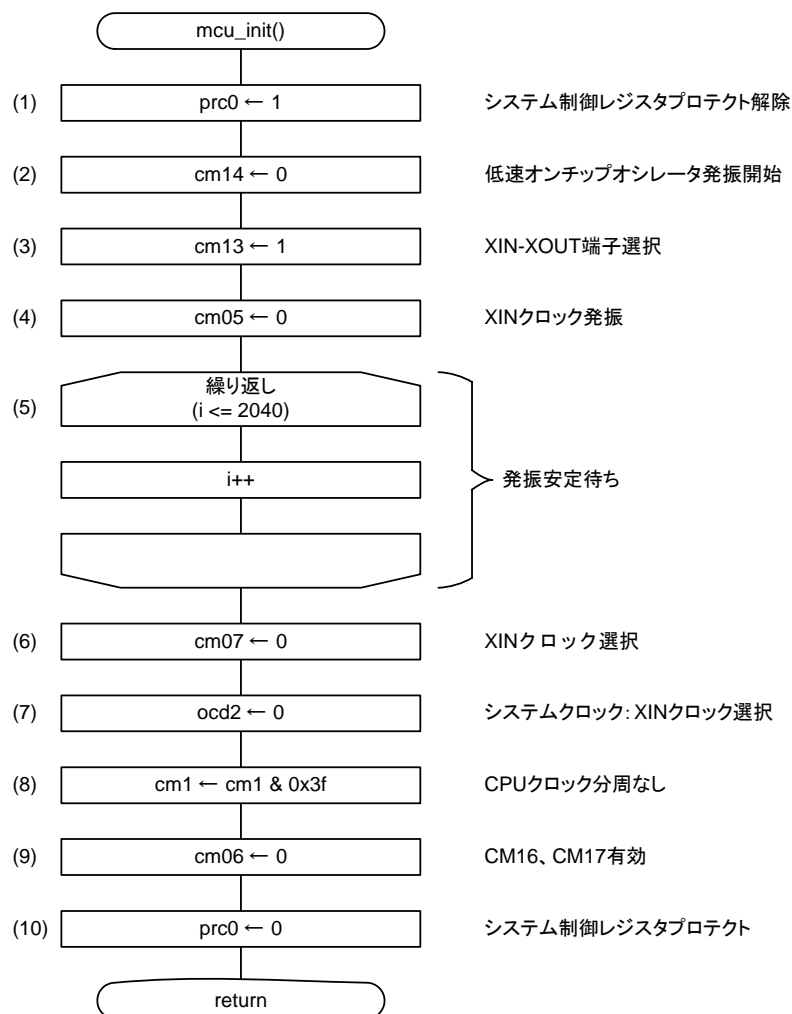 mcu_init()
(1) prc0 ← 1 システム制御レジスタプロテクト解除
(2) cm14 ← 0 低速オンチップオシレータ発振開始
(3) cm13 ← 1 XIN-XOUT端子選択
(4) cm05 ← 0 XINクロック発振
繰り返し
(5) (i <= 2040)
i++ 発振安定待ち
(6) cm07 ← 0 XINクロック選択
(7) ocd2 ← 0 システムクロック: XINクロック選択
(8) cm1 ← cm1 & 0x3f CPUクロック分周なし
(9) cm06 ← 0 CM16、CM17有効
(10) prc0 ← 0 システム制御レジスタプロテクト
return